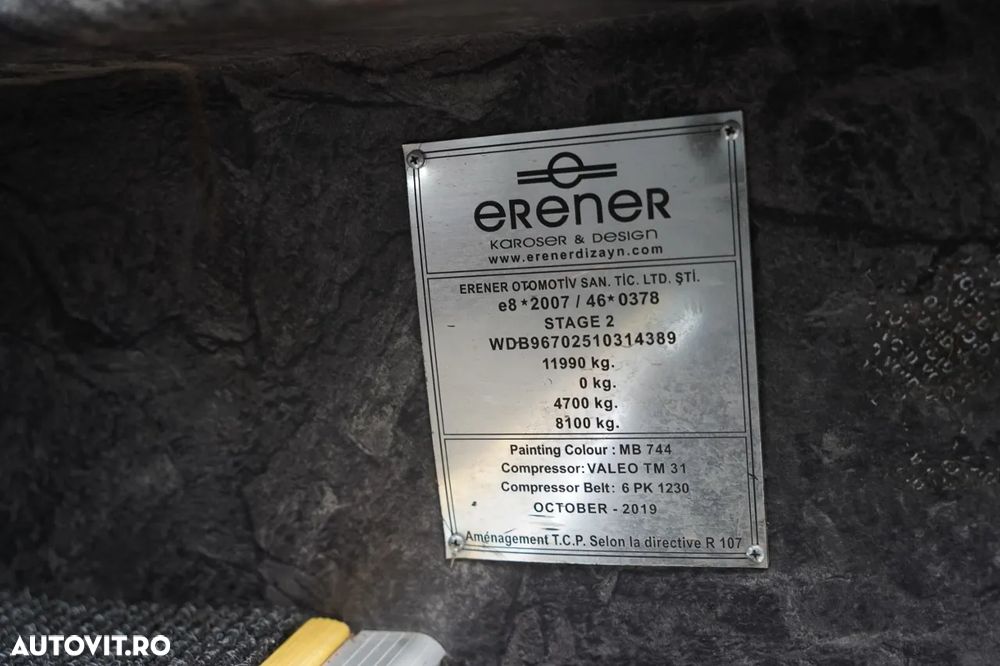 erener
KAROSER & DESIGN
www.erenerdizayn.com
ERENER OTOMOTİV SAN. TİC. LTD. ŞTİ.
e8*2007 / 46*0378
STAGE 2
WDB96702510314389
11990 kg.
0 kg.
4700 kg.
8100 kg.
Painting Colour : MB 744
Compressor: VALEO TM 31
Compressor Belt: 6 PK 1230
OCTOBER - 2019
Aménagement T.C.P. Selon la directive R 107
AUTOVIT.RO